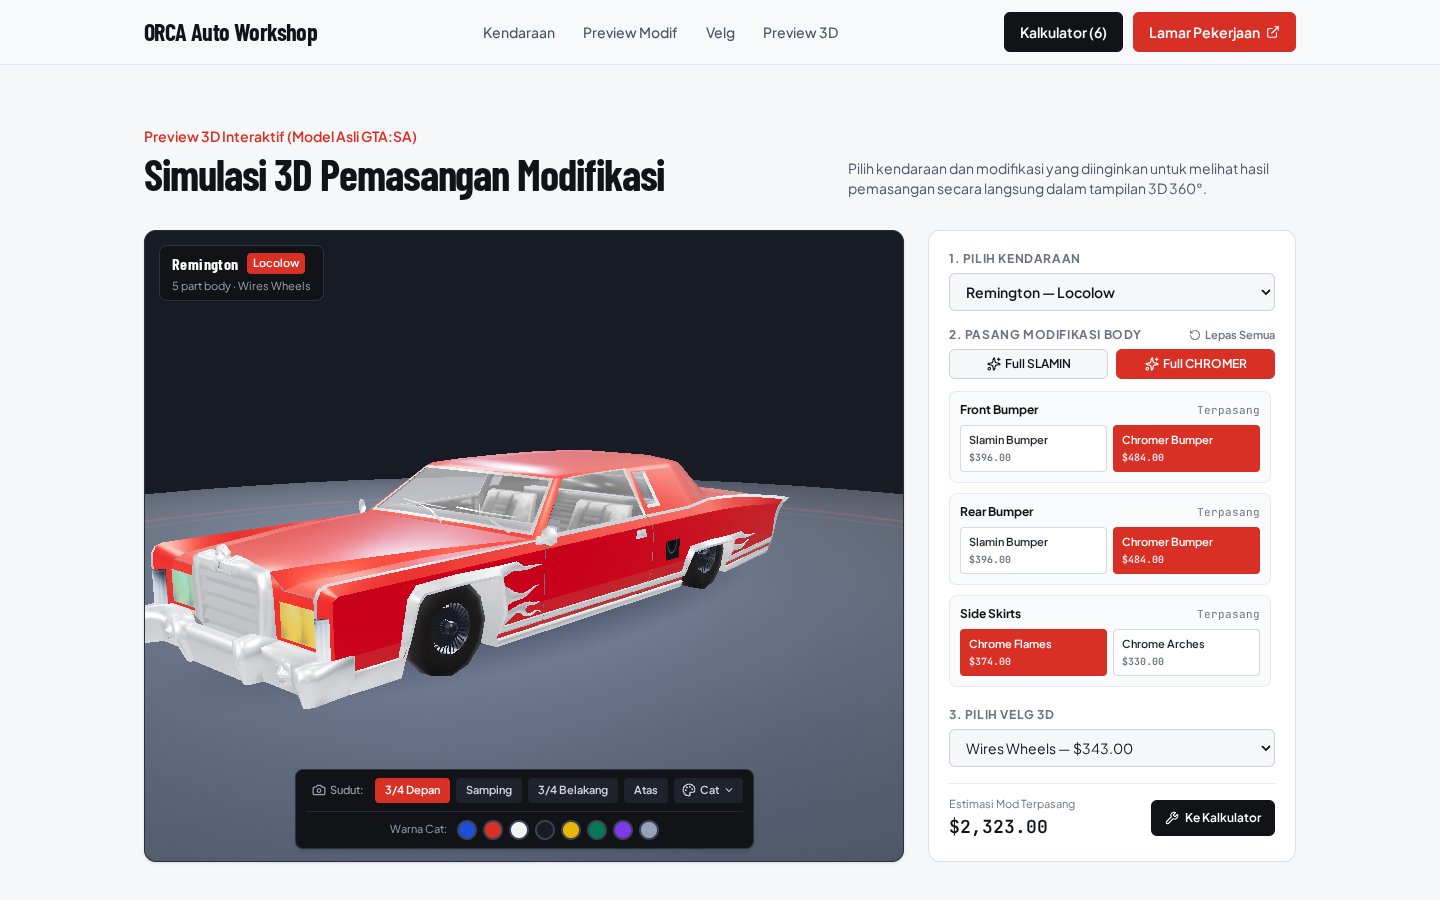 ORCA Auto Workshop
Kendaraan
Preview Modif
Velg
Preview 3D
Kalkulator (6)
Lamar Pekerjaan
Preview 3D Interaktif (Model Asli GTA:SA)
Simulasi 3D Pemasangan Modifikasi
Pilih kendaraan dan modifikasi yang diinginkan untuk melihat hasil
pemasangan secara langsung dalam tampilan 3D 360°.
Remington Locolow
5 part body · Wires Wheels
Sudut:
3/4 Depan
Samping
3/4 Belakang
Atas
Cat
Warna Cat:
1. PILIH KENDARAAN
Remington — Locolow
2. PASANG MODIFIKASI BODY
Lepas Semua
Full SLAMIN
Full CHROMER
Front Bumper
Terpasang
Slamin Bumper
$396.00
Chromer Bumper
$484.00
Rear Bumper
Terpasang
Slamin Bumper
$396.00
Chromer Bumper
$484.00
Side Skirts
Terpasang
Chrome Flames
$374.00
Chrome Arches
$330.00
3. PILIH VELG 3D
Wires Wheels — $343.00
Estimasi Mod Terpasang
$2,323.00
Ke Kalkulator